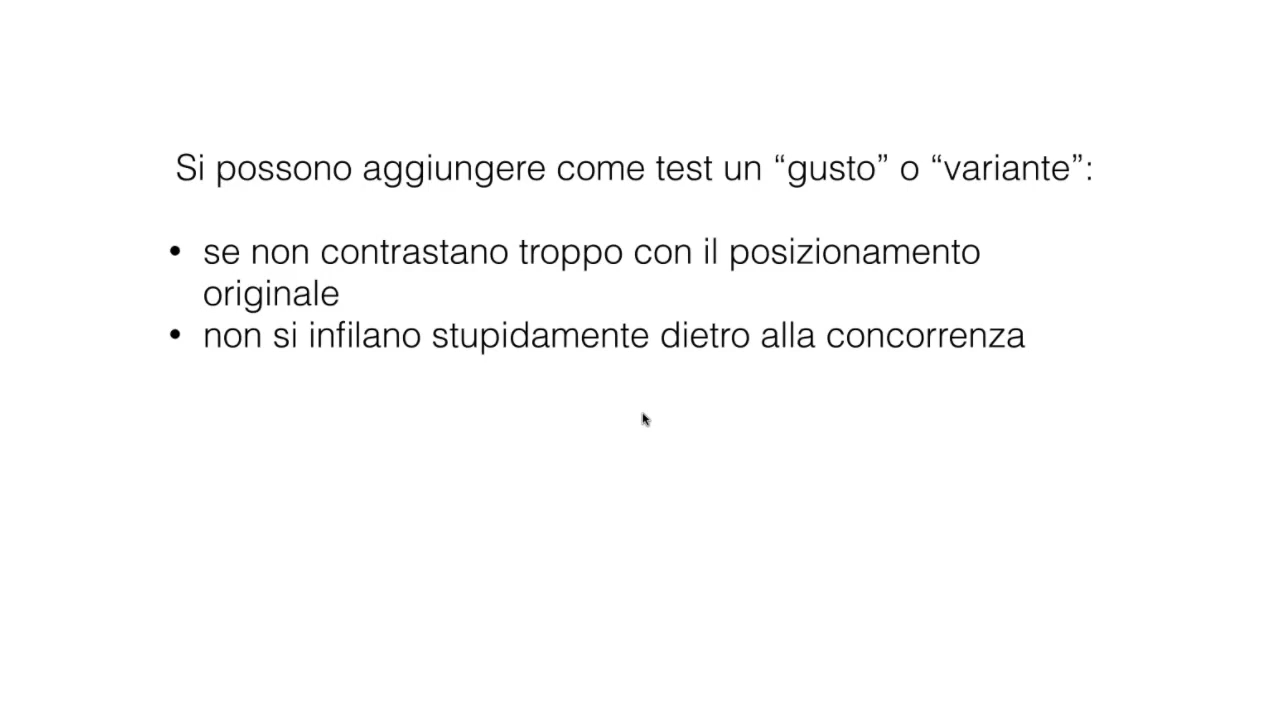 Si possono aggiungere come test un “gusto” o “variante”:
• se non contrastano troppo con il posizionamento
originale
• non si infilano stupidamente dietro alla concorrenza